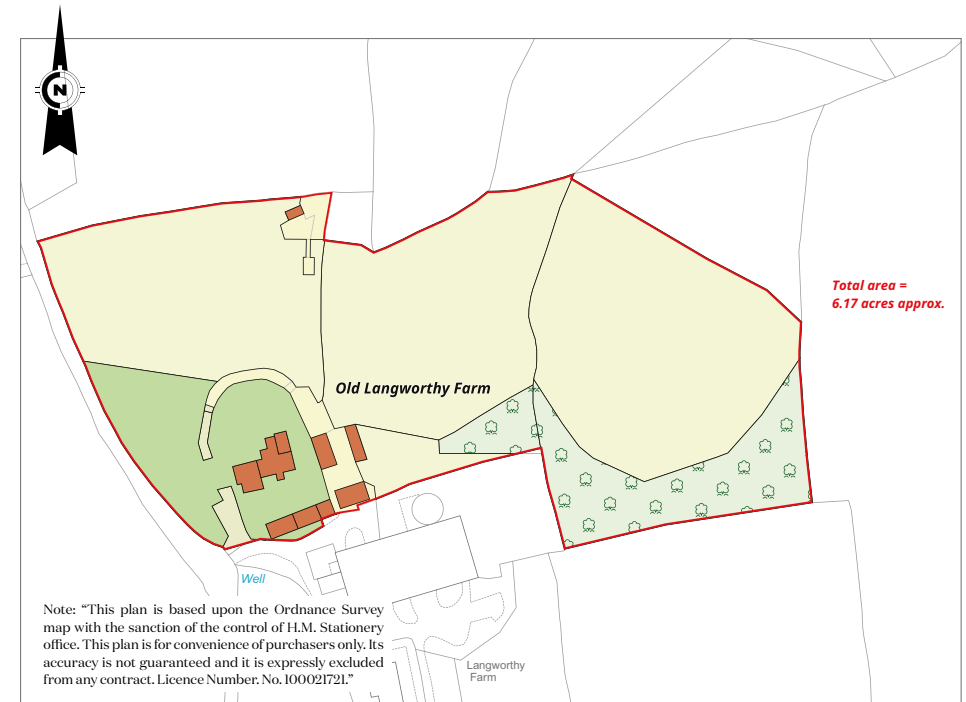 N
Total area =
6.17 acres approx.
Old Langworthy Farm
Well
Note: “This plan is based upon the Ordnance Survey
map with the sanction of the control of H.M. Stationery
office. This plan is for convenience of purchasers only. Its
accuracy is not guaranteed and it is expressly excluded
from any contract. Licence Number. No. 100021721.”
Langworthy
Farm